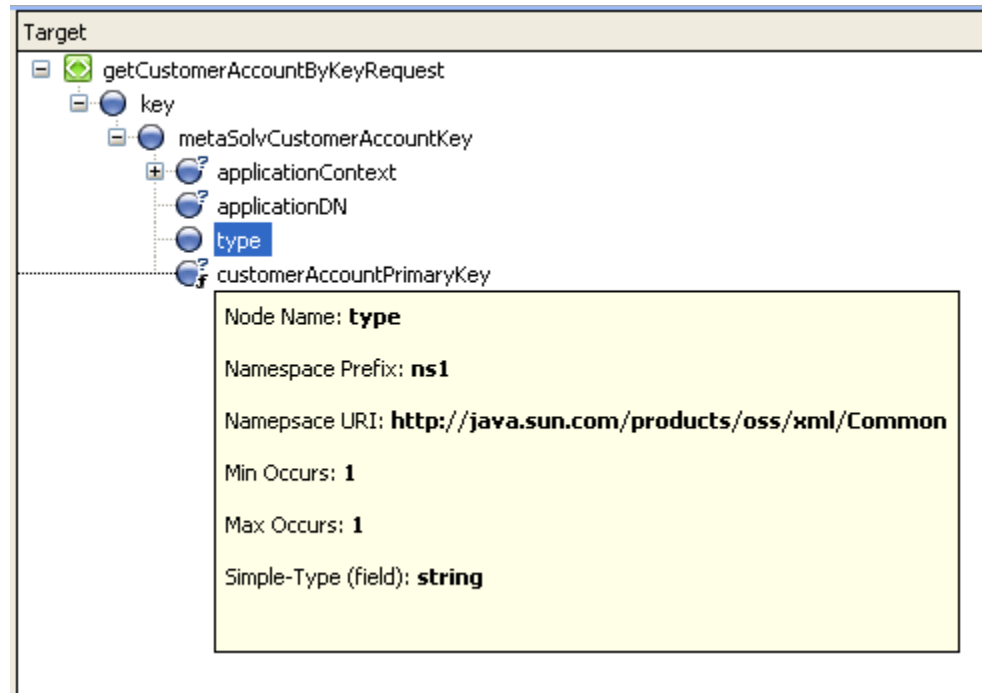 Target
getCustomerAccountByKeyRequest
key
metaSolvCustomerAccountKey
applicationContext
applicationDN
type
customerAccountPrimaryKey
Node Name: type
Namespace Prefix: ns1
Namepsace URI: http://java.sun.com/products/oss/xml/Common
Min Occurs: 1
Max Occurs: 1
Simple-Type (field): string